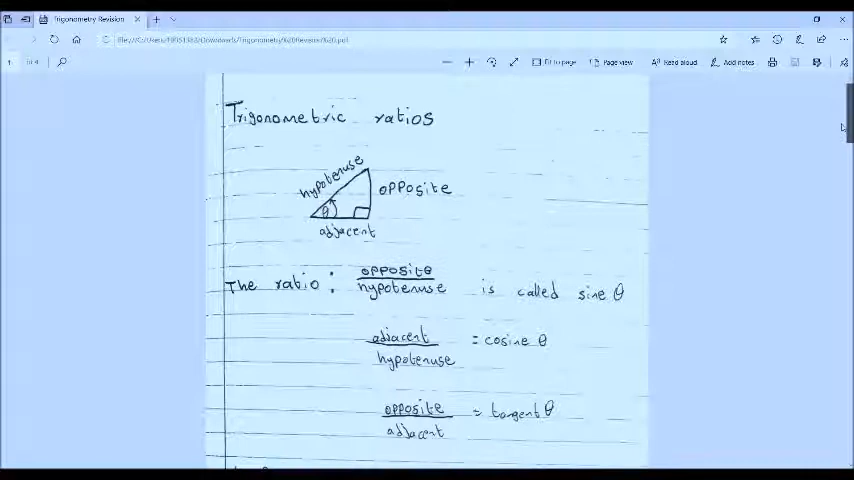 Trigonometry Revision
Fit to page
Page view
Read aloud
Add notes
Trigonometric ratios
hypotenuse
opposite
θ
adjacent
The ratio : opposite / hypotenuse is called sine θ
adjacent / hypotenuse = cosine θ
opposite / adjacent = tangent θ